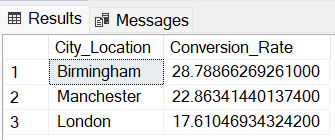 Results Messages
City_Location Conversion_Rate
1 Birmingham 28.78866269261000
2 Manchester 22.86341440137400
3 London 17.61046934324200